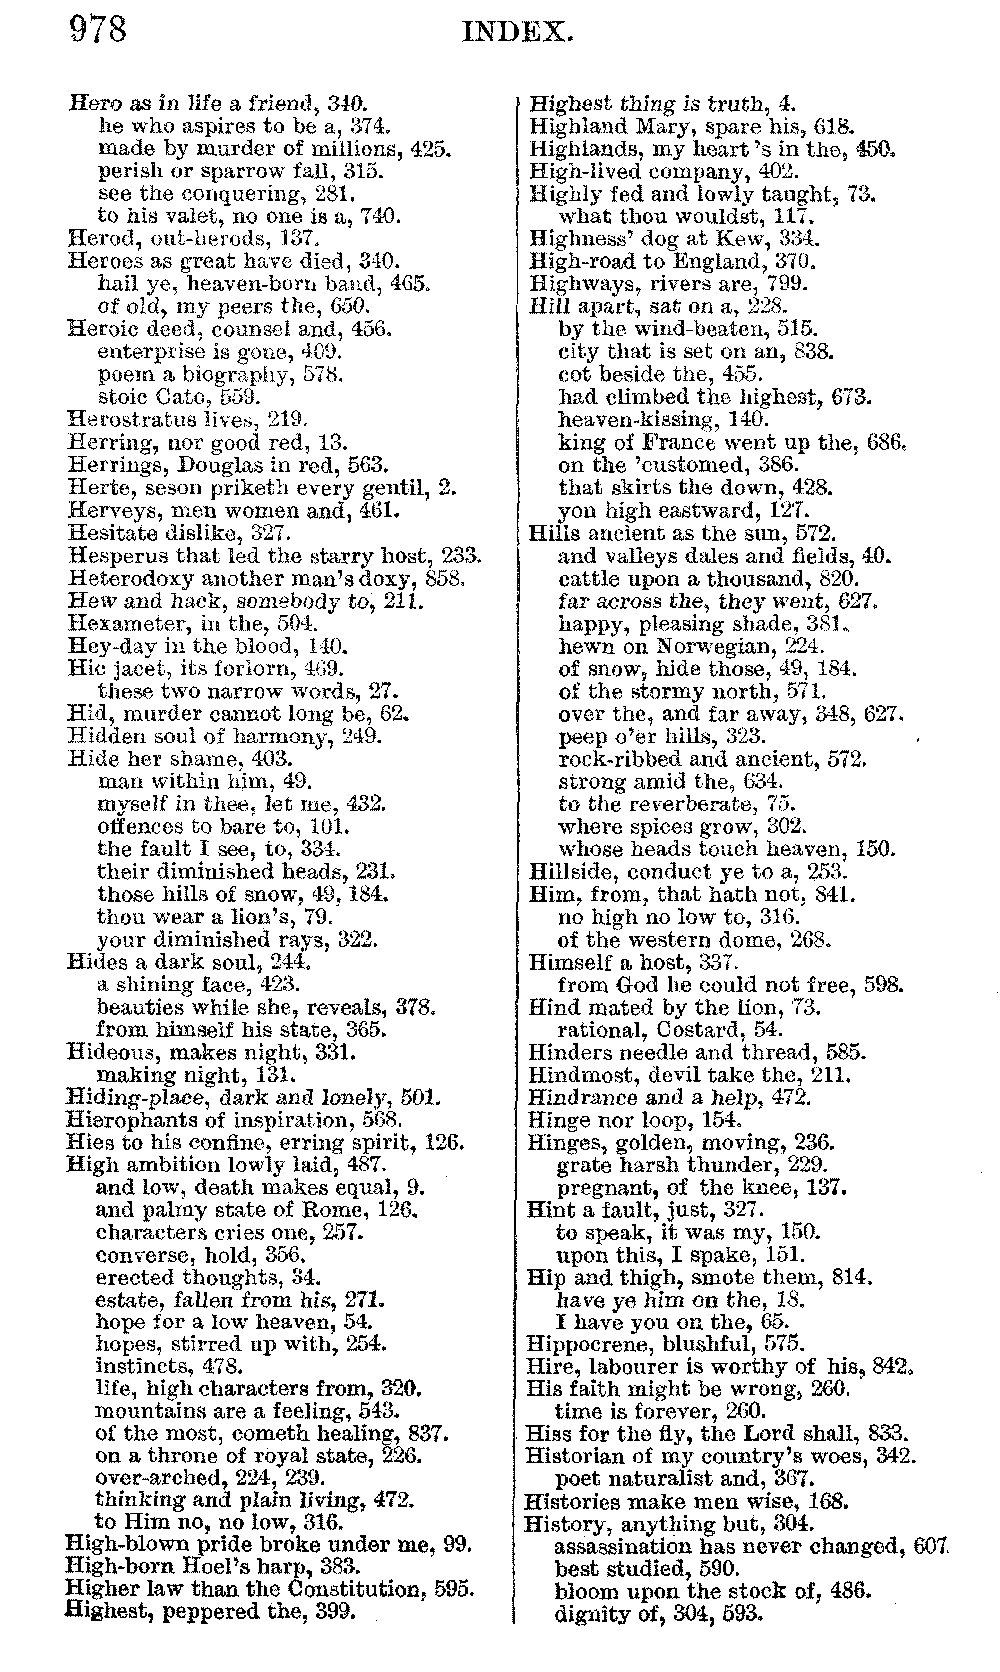 978
INDEX.
Hero as in life a friend, 340.
he who aspires to be a, 374.
made by murder of millions, 425.
perish or sparrow fall, 315.
see the conquering, 281.
to his valet, no one is a, 740.
Herod, out-herods, 137.
Heroes as great have died, 340.
hail ye, heaven-born band, 465.
of old, my peers the, 650.
Heroic deed, counsel and, 456.
enterprise is gone, 409.
poem a biography, 578.
stoic Cato, 559.
Herostratus lives, 219.
Herring, nor good red, 13.
Herrings, Douglas in red, 563.
Herte, seson priketh every gentil, 2.
Herveys, men women and, 461.
Hesitate dislike, 327.
Hesperus that led the starry host, 233.
Heterodoxy another man's doxy, 858.
Hew and hack, somebody to, 211.
Hexameter, in the, 504.
Hey-day in the blood, 140.
Hic jacet, its forlorn, 469.
these two narrow words, 27.
Hid, murder cannot long be, 62.
Hidden soul of harmony, 249.
Hide her shame, 403.
man within him, 49.
myself in thee, let me, 432.
offences to bare to, 101.
the fault I see, to, 334.
their diminished heads, 231.
those hills of snow, 49, 184.
thou wear a lion's, 79.
your diminished rays, 322.
Hides a dark soul, 244.
a shining face, 423.
beauties while she, reveals, 378.
from himself his state, 365.
Hideous, makes night, 331.
making night, 131.
Hiding-place, dark and lonely, 501.
Hierophants of inspiration, 568.
Hies to his confine, erring spirit, 126.
High ambition lowly laid, 487.
and low, death makes equal, 9.
and palmy state of Rome, 126.
characters cries one, 257.
converse, hold, 356.
erected thoughts, 34.
estate, fallen from his, 271.
hope for a low heaven, 54.
hopes, stirred up with, 254.
instincts, 478.
life, high characters from, 320.
mountains are a feeling, 543.
of the most, cometh healing, 837.
on a throne of royal state, 226.
over-arched, 224, 239.
thinking and plain living, 472.
to Him no, no low, 316.
High-blown pride broke under me, 99.
High-born Hoel's harp, 383.
Higher law than the Constitution, 595.
Highest, peppered the, 399.
Highest thing is truth, 4.
Highland Mary, spare his, 618.
Highlands, my heart 's in the, 450.
High-lived company, 402.
Highly fed and lowly taught, 73.
what thou wouldst, 117.
Highness' dog at Kew, 334.
High-road to England, 370.
Highways, rivers are, 799.
Hill apart, sat on a, 228.
by the wind-beaten, 515.
city that is set on an, 838.
cot beside the, 455.
had climbed the highest, 673.
heaven-kissing, 140.
king of France went up the, 686.
on the 'customed, 386.
that skirts the down, 428.
yon high eastward, 127.
Hills ancient as the sun, 572.
and valleys dales and fields, 40.
cattle upon a thousand, 820.
far across the, they went, 627.
happy, pleasing shade, 381.
hewn on Norwegian, 224.
of snow, hide those, 49, 184.
of the stormy north, 571.
over the, and far away, 348, 627.
peep o'er hills, 323.
rock-ribbed and ancient, 572.
strong amid the, 634.
to the reverberate, 75.
where spices grow, 302.
whose heads touch heaven, 150.
Hillside, conduct ye to a, 253.
Him, from, that hath not, 841.
no high no low to, 316.
of the western dome, 268.
Himself a host, 337.
from God he could not free, 598.
Hind mated by the lion, 73.
rational, Costard, 54.
Hinders needle and thread, 585.
Hindmost, devil take the, 211.
Hindrance and a help, 472.
Hinge nor loop, 154.
Hinges, golden, moving, 236.
grate harsh thunder, 229.
pregnant, of the knee, 137.
Hint a fault, just, 327.
to speak, it was my, 150.
upon this, I spake, 151.
Hip and thigh, smote them, 814.
have ye him on the, 18.
I have you on the, 65.
Hippocrene, blushful, 575.
Hire, labourer is worthy of his, 842.
His faith might be wrong, 260.
time is forever, 260.
Hiss for the fly, the Lord shall, 833.
Historian of my country's woes, 342.
poet naturalist and, 367.
Histories make men wise, 168.
History, anything but, 304.
assassination has never changed, 607.
best studied, 590.
bloom upon the stock of, 486.
dignity of, 304, 593.